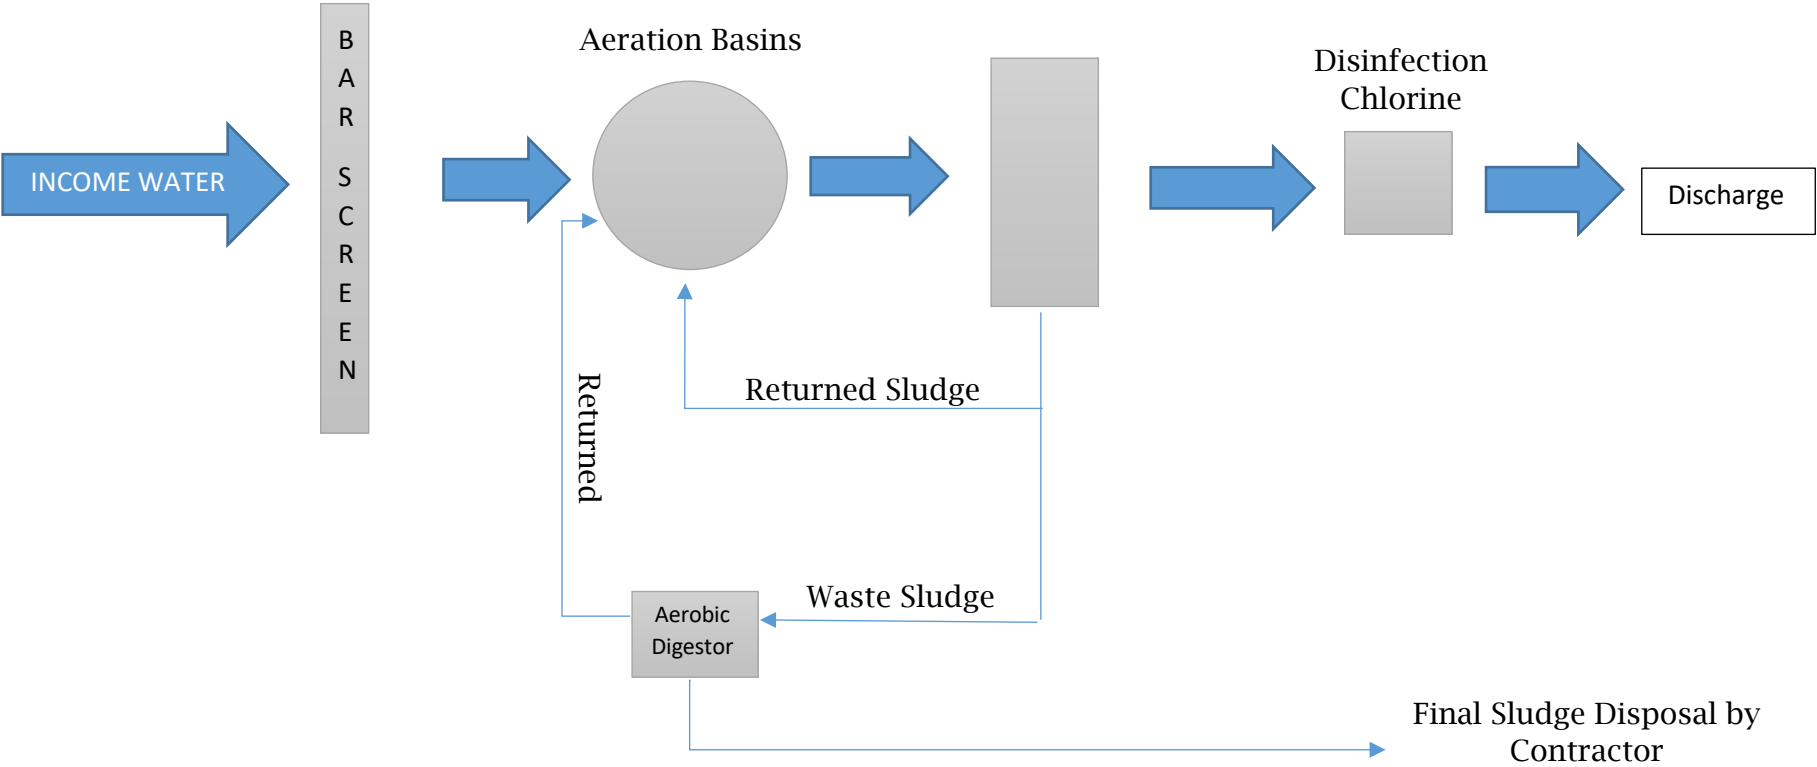 INCOME WATER
B
A
R
S
C
R
E
E
N
Aeration Basins
Disinfection
Chlorine
Discharge
Returned
Returned Sludge
Waste Sludge
Aerobic
Digestor
Final Sludge Disposal by
Contractor